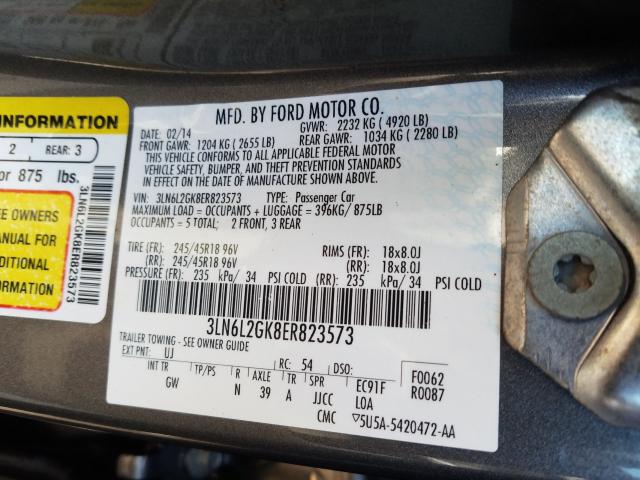 INFORMATION
2 REAR: 3
or 875 lbs.
EE OWNERS
MANUAL FOR
DDITIONAL
FORMATION
3LN6L2GK8ER823573
MFD. BY FORD MOTOR CO.
DATE: 02/14 GVWR: 2232 KG ( 4920 LB)
FRONT GAWR: 1204 KG ( 2655 LB) REAR GAWR: 1034 KG ( 2280 LB)
THIS VEHICLE CONFORMS TO ALL APPLICABLE FEDERAL MOTOR
VEHICLE SAFETY, BUMPER, AND THEFT PREVENTION STANDARDS
IN EFFECT ON THE DATE OF MANUFACTURE SHOWN ABOVE.
VIN: 3LN6L2GK8ER823573 TYPE: Passenger Car
MAXIMUM LOAD = OCCUPANTS + LUGGAGE = 396KG/ 875LB
OCCUPANTS = 5 TOTAL; 2 FRONT, 3 REAR
TIRE (FR): 245/45R18 96V RIMS (FR): 18x8.0J
(RR): 245/45R18 96V (RR): 18x8.0J
PRESSURE (FR): 235 kPa/ 34 PSI COLD (RR): 235 kPa/ 34 PSI COLD
3LN6L2GK8ER823573
TRAILER TOWING - SEE OWNER GUIDE
EXT PNT: UJ RC: 54 DSO:
INT TR TP/PS R AXLE TR SPR EC91F F0062
GW N 39 A JJCC LOA R0087
CMC ▽5U5A-5420472-AA